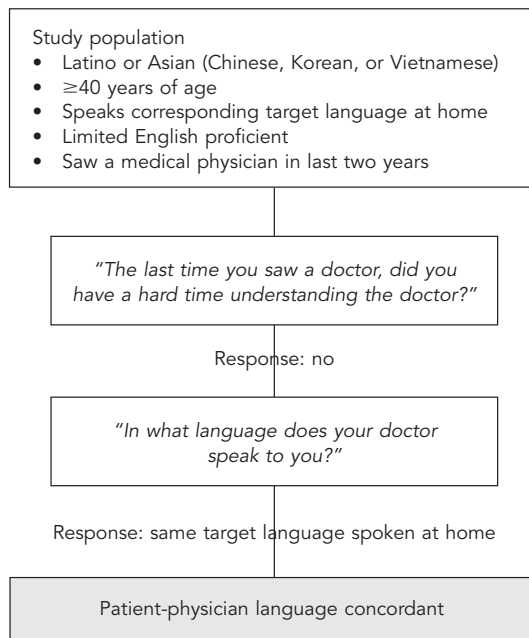 Study population
• Latino or Asian (Chinese, Korean, or Vietnamese)
• ≥40 years of age
• Speaks corresponding target language at home
• Limited English proficient
• Saw a medical physician in last two years
“The last time you saw a doctor, did you
have a hard time understanding the doctor?”
Response: no
“In what language does your doctor
speak to you?”
Response: same target language spoken at home
Patient-physician language concordant